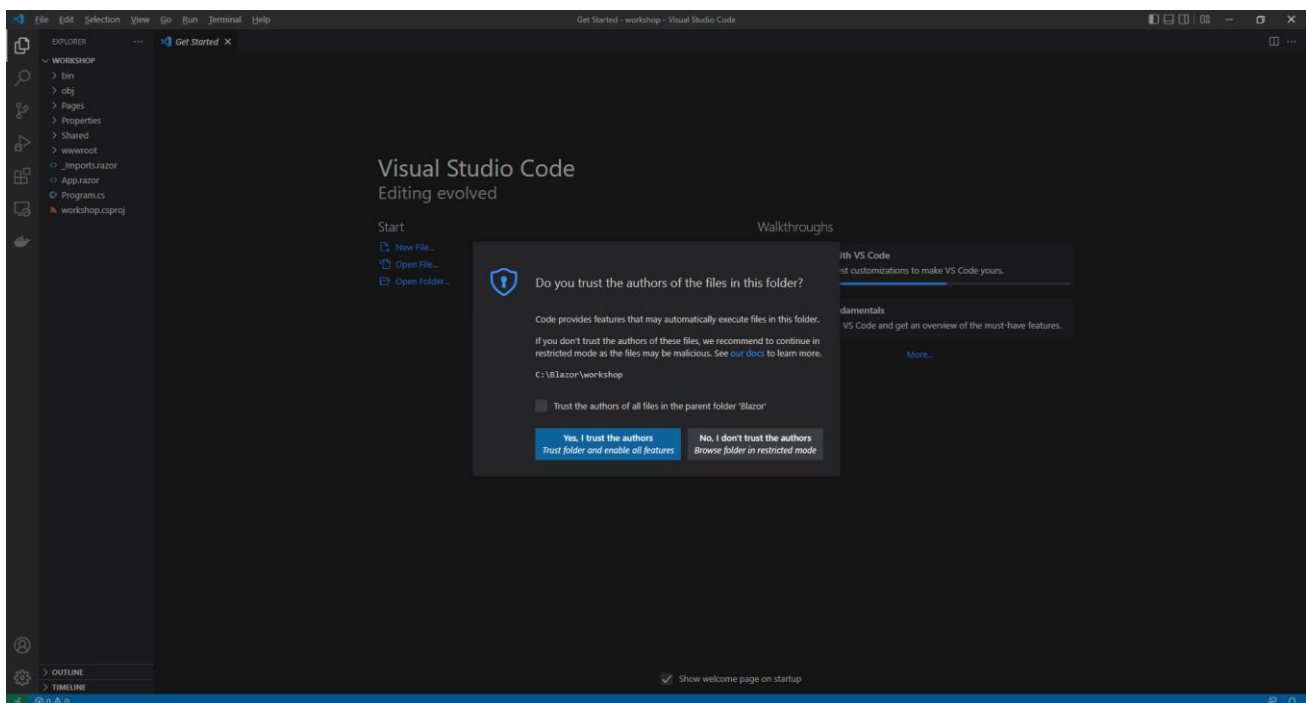 File Edit Selection View Go Run Terminal Help
Get Started - workshop - Visual Studio Code
EXPLORER
Get Started
WORKSHOP
bin
obj
Pages
Properties
Shared
wwwroot
_Imports.razor
App.razor
Program.cs
workshop.csproj
Visual Studio Code
Editing evolved
Start
New File...
Open File...
Open Folder...
Walkthroughs
ith VS Code
st customizations to make VS Code yours.
damentals
VS Code and get an overview of the must-have features.
More...
Do you trust the authors of the files in this folder?
Code provides features that may automatically execute files in this folder.
If you don't trust the authors of these files, we recommend to continue in
restricted mode as the files may be malicious. See our docs to learn more.
C:\Blazor\workshop
Trust the authors of all files in the parent folder 'Blazor'
Yes, I trust the authors
Trust folder and enable all features
No, I don't trust the authors
Browse folder in restricted mode
Show welcome page on startup
OUTLINE
TIMELINE
0 0